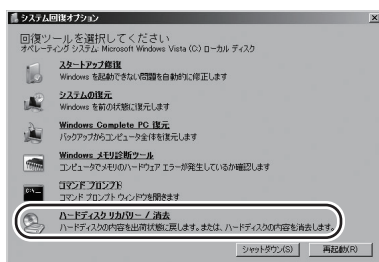 システム回復オプション
回復ツールを選択してください
オペレーティング システム: Microsoft Windows Vista (C:) ローカル ディスク
スタートアップ修復
Windows を起動できない問題を自動的に修正します
システムの復元
Windows を前の状態に復元します
Windows Complete PC 復元
バックアップからコンピュータ全体を復元します
Windows メモリ診断ツール
コンピュータでメモリのハードウェア エラーが発生しているか確認します
コマンド プロンプト
コマンド プロンプト ウィンドウを開きます
ハードディスク リカバリー / 消去
ハードディスクの内容を出荷状態に戻します。または、ハードディスクの内容を消去します。
シャットダウン(S)
再起動(R)